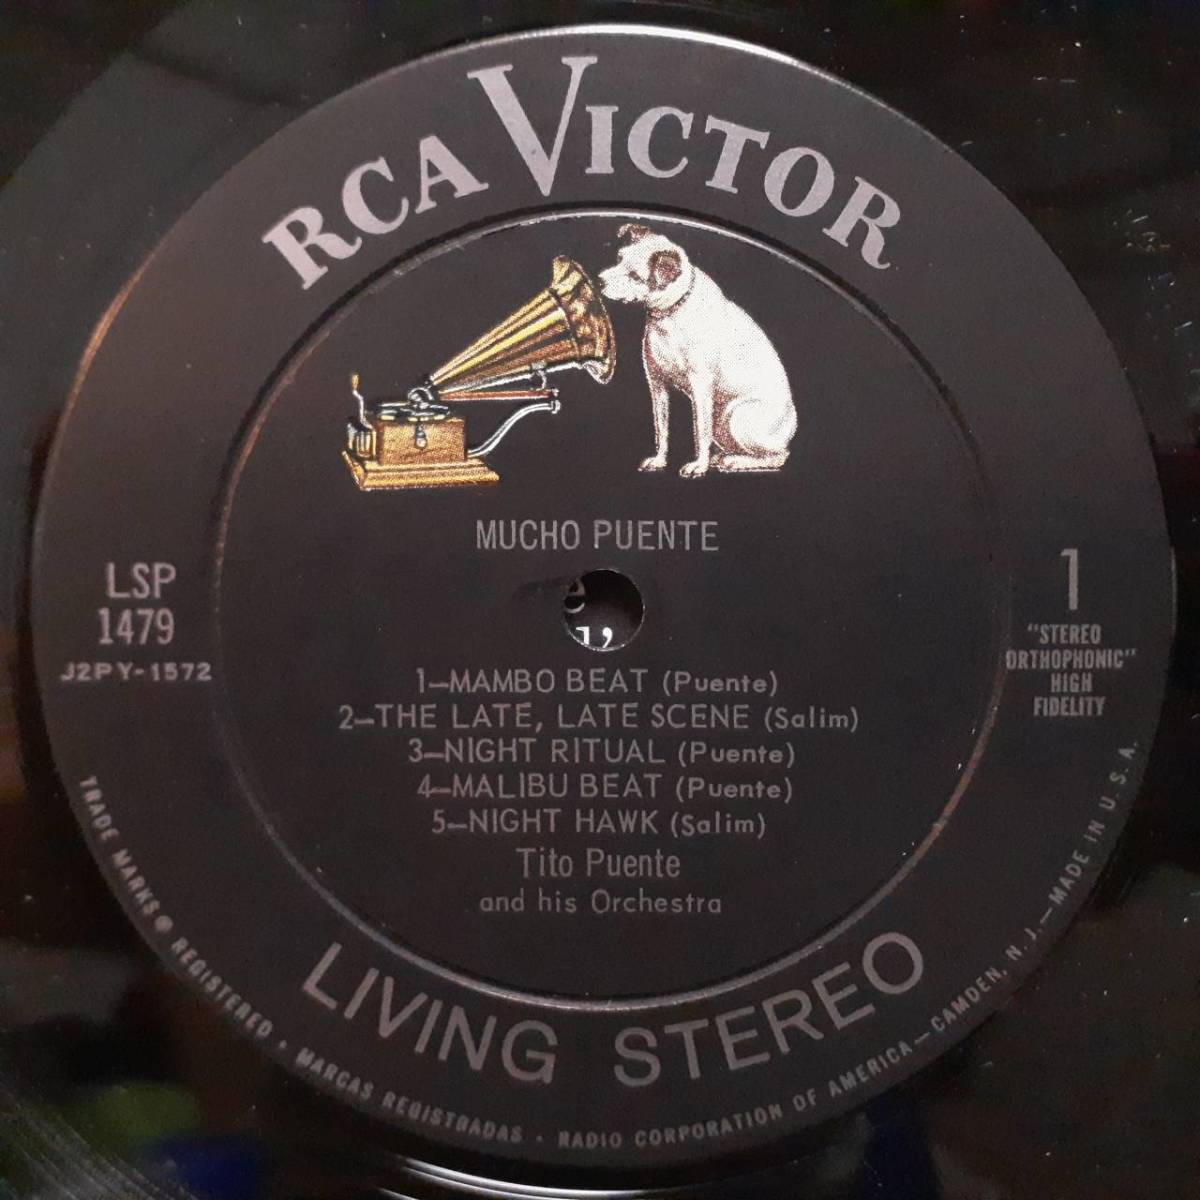 RCA VICTOR
MUCHO PUENTE
LSP
1479
J2PY-1572
1
"STEREO
ORTHOPHONIC"
HIGH
FIDELITY
1—MAMBO BEAT (Puente)
2—THE LATE, LATE SCENE (Salim)
3—NIGHT RITUAL (Puente)
4—MALIBU BEAT (Puente)
5—NIGHT HAWK (Salim)
Tito Puente
and his Orchestra
LIVING STEREO
TRADE MARKS ® REGISTERED • MARCAS REGISTRADAS • RADIO CORPORATION OF AMERICA—CAMDEN, N. J.—MADE IN U. S. A.